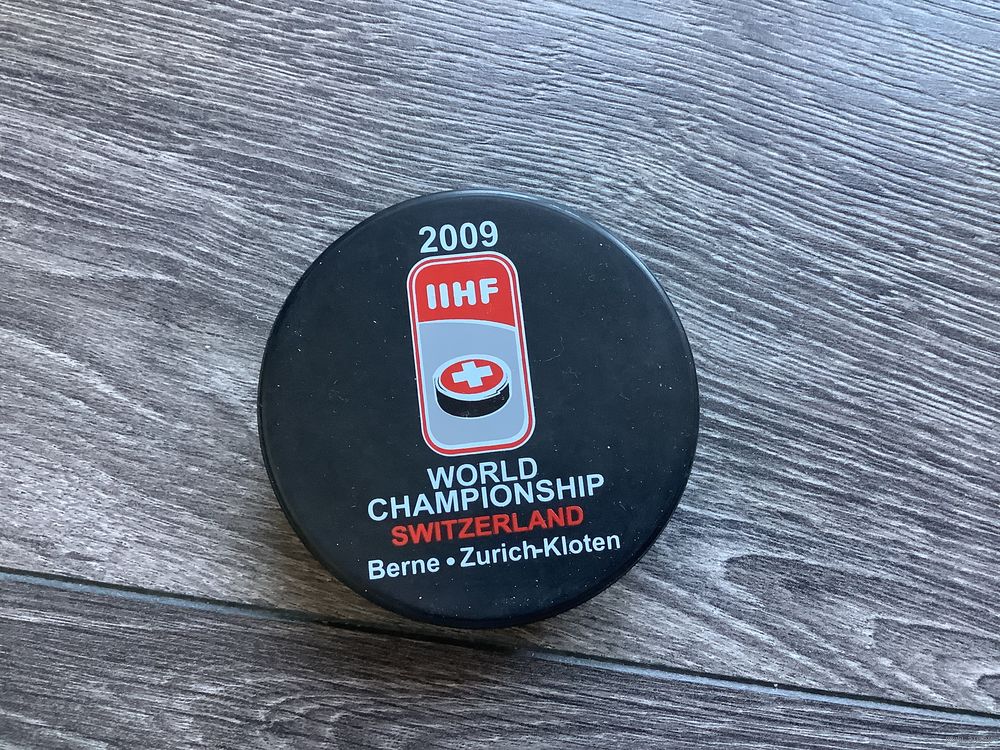 2009
IIHF
WORLD
CHAMPIONSHIP
SWITZERLAND
Berne • Zurich-Kloten